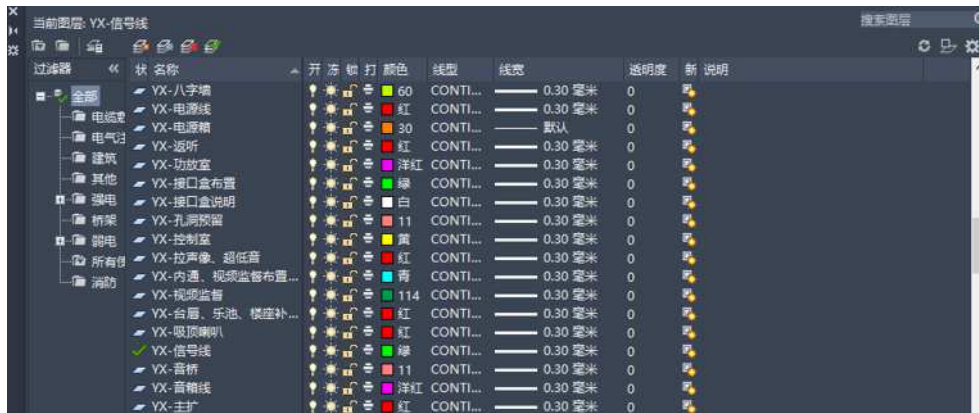 当前图层: YX-信号线
搜索图层
过滤器 « 状 名称 开 冻 锁 打 颜色 线型 线宽 透明度 新 说明
全部
电气注
建筑
其他
强电
桥架
弱电
消防
YX-八字墙 60 CONTI... 0.30 毫米 0
YX-电源线 红 CONTI... 0.30 毫米 0
YX-电源箱 30 CONTI... 默认 0
YX-返听 红 CONTI... 0.30 毫米 0
YX-功放室 洋红 CONTI... 0.30 毫米 0
YX-接口盒布置 绿 CONTI... 0.30 毫米 0
YX-接口盒说明 白 CONTI... 0.30 毫米 0
YX-孔洞预留 11 CONTI... 0.30 毫米 0
YX-控制室 黄 CONTI... 0.30 毫米 0
YX-拉声像、超低音 红 CONTI... 0.30 毫米 0
YX-内通、视频监督布置... 青 CONTI... 0.30 毫米 0
YX-视频监督 114 CONTI... 0.30 毫米 0
YX-台唇、乐池、楼座补... 红 CONTI... 0.30 毫米 0
YX-吸顶喇叭 红 CONTI... 0.30 毫米 0
YX-信号线 绿 CONTI... 0.30 毫米 0
YX-音桥 11 CONTI... 0.30 毫米 0
YX-音箱线 洋红 CONTI... 0.30 毫米 0
YX-主扩 红 CONTI... 0.30 毫米 0